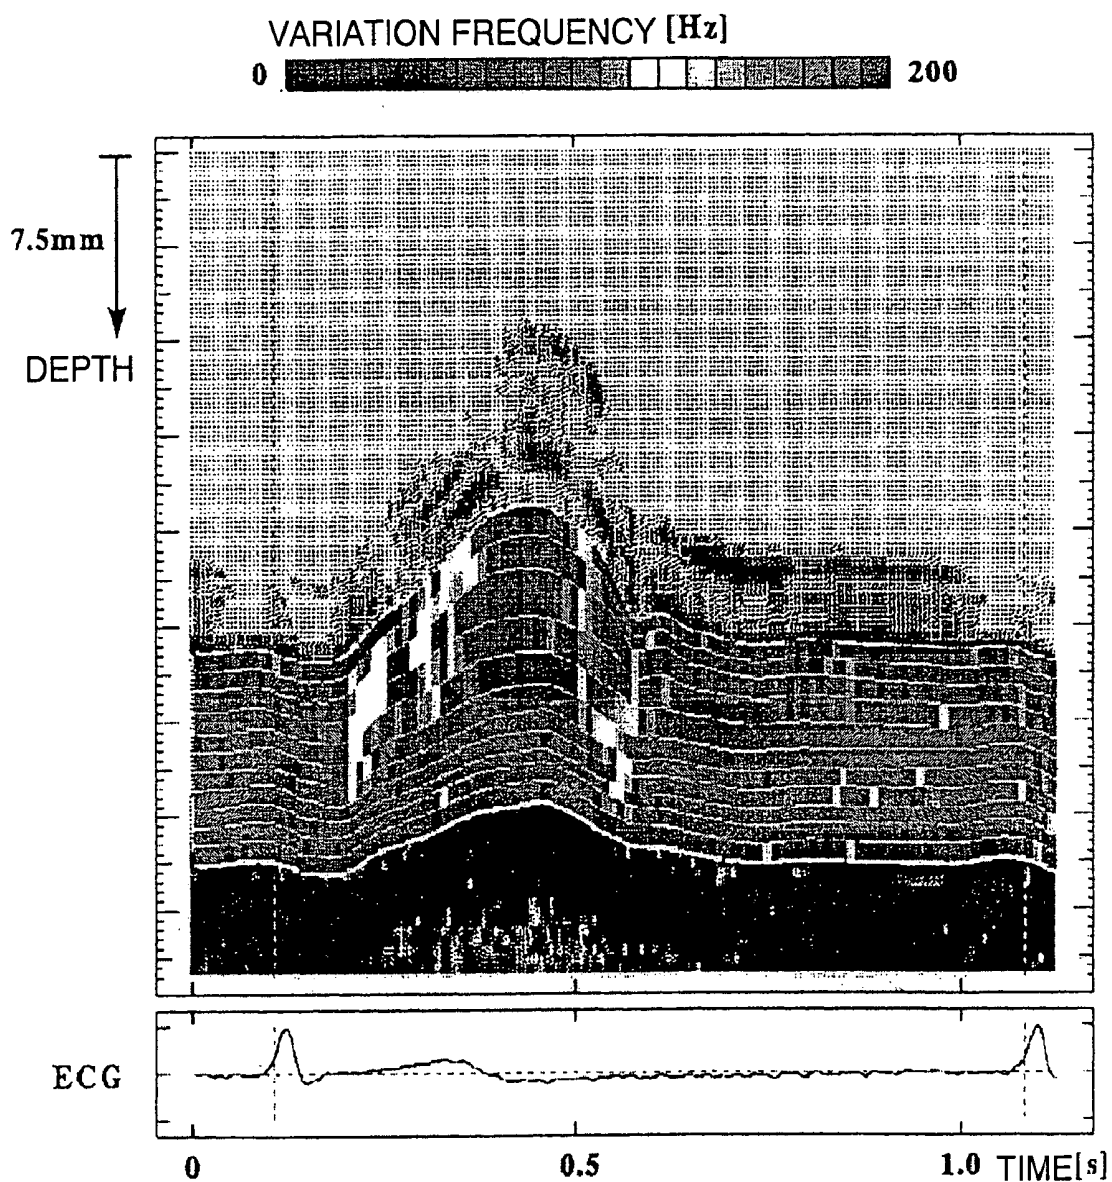 VARIATION FREQUENCY [Hz]
0 200
7.5mm
DEPTH
ECG
0 0.5 1.0 TIME[s]